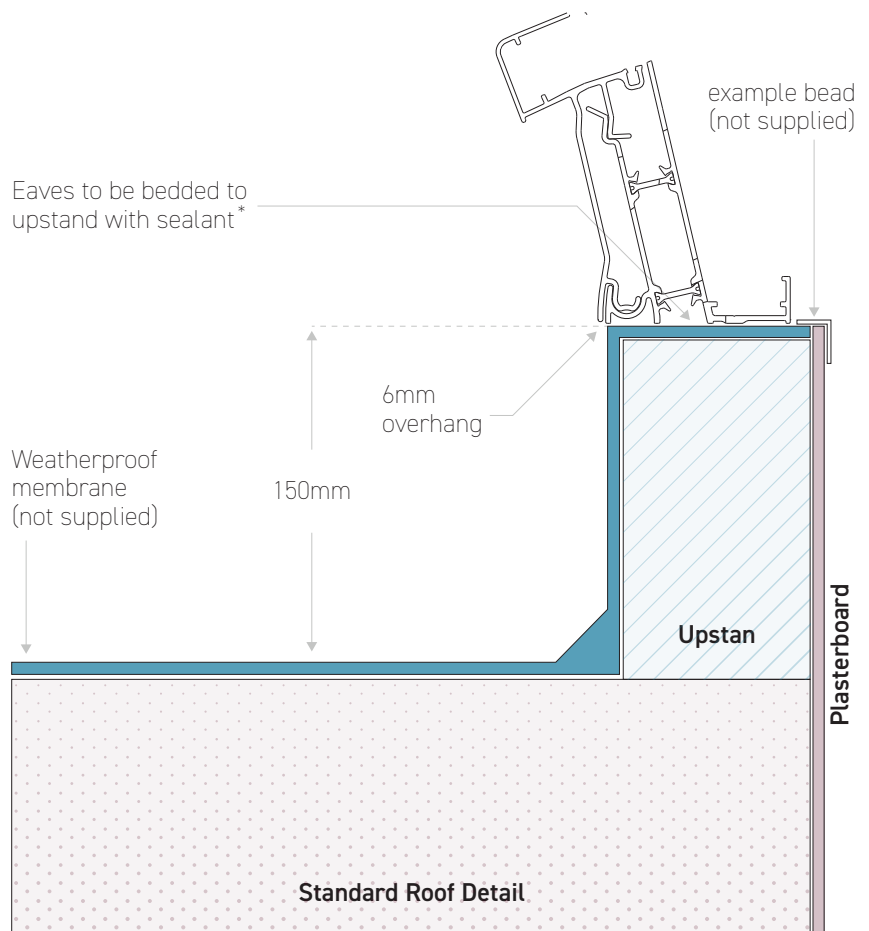 example bead
(not supplied)
Eaves to be bedded to
upstand with sealant*
6mm
overhang
Weatherproof
membrane
(not supplied)
150mm
Upstan
Plasterboard
Standard Roof Detail